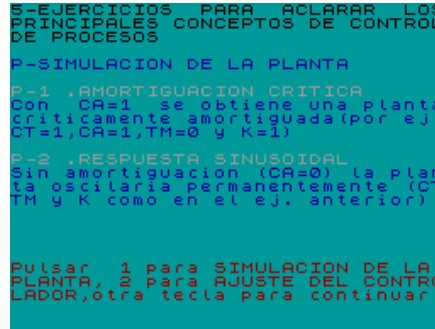 5-EJERCICIOS PARA ACLARAR LOS
PRINCIPALES CONCEPTOS DE CONTROL
DE PROCESOS
P-SIMULACION DE LA PLANTA
P-1 .AMORTIGUACION CRITICA
Con CA=1 se obtiene una planta
criticamente amortiguada(por ej
CT=1,CA=1,TM=0 y K=1)
P-2 .RESPUESTA SINUSOIDAL
Sin amortiguacion (CA=0) la plan
ta oscilaria permanentemente (CT
TM y K como en el ej. anterior)
Pulsar 1 para SIMULACION DE LA
PLANTA, 2 para AJUSTE DEL CONTRO
LADOR,otra tecla para continuar